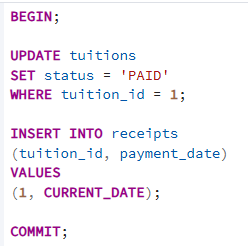 BEGIN;
UPDATE tuitions
SET status = 'PAID'
WHERE tuition_id = 1;
INSERT INTO receipts
(tuition_id, payment_date)
VALUES
(1, CURRENT_DATE);
COMMIT;